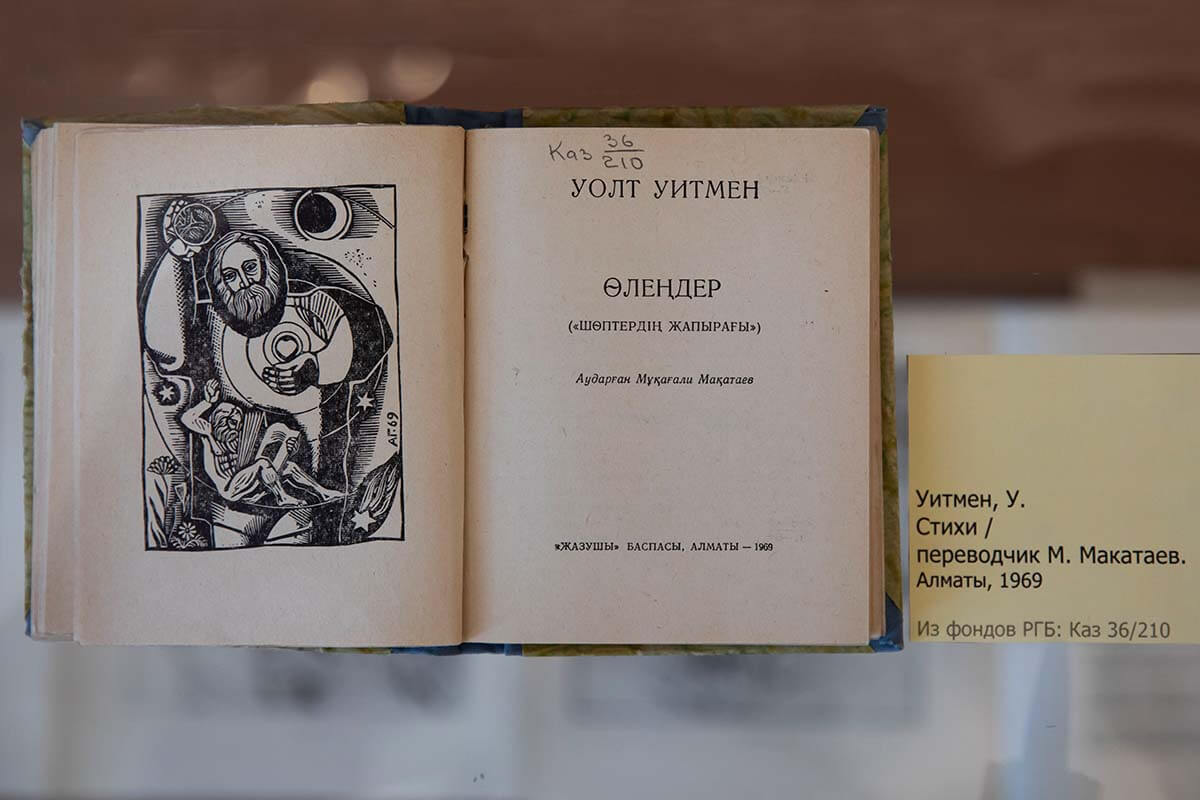 АГ.69
Каз 36/210
УОЛТ УИТМЕН
ӨЛЕҢДЕР
(«ШӨПТЕРДІҢ ЖАПЫРАҒЫ»)
Аударған Мұқағали Мақатаев
«ЖАЗУШЫ» БАСПАСЫ, АЛМАТЫ — 1969
Уитмен, У.
Стихи /
переводчик М. Макатаев.
Алматы, 1969
Из фондов РГБ: Каз 36/210